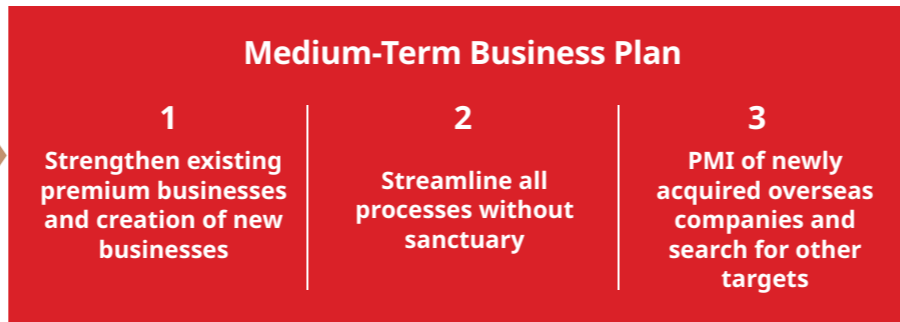 Medium-Term Business Plan
1
Strengthen existing
premium businesses
and creation of new
businesses
2
Streamline all
processes without
sanctuary
3
PMI of newly
acquired overseas
companies and
search for other
targets